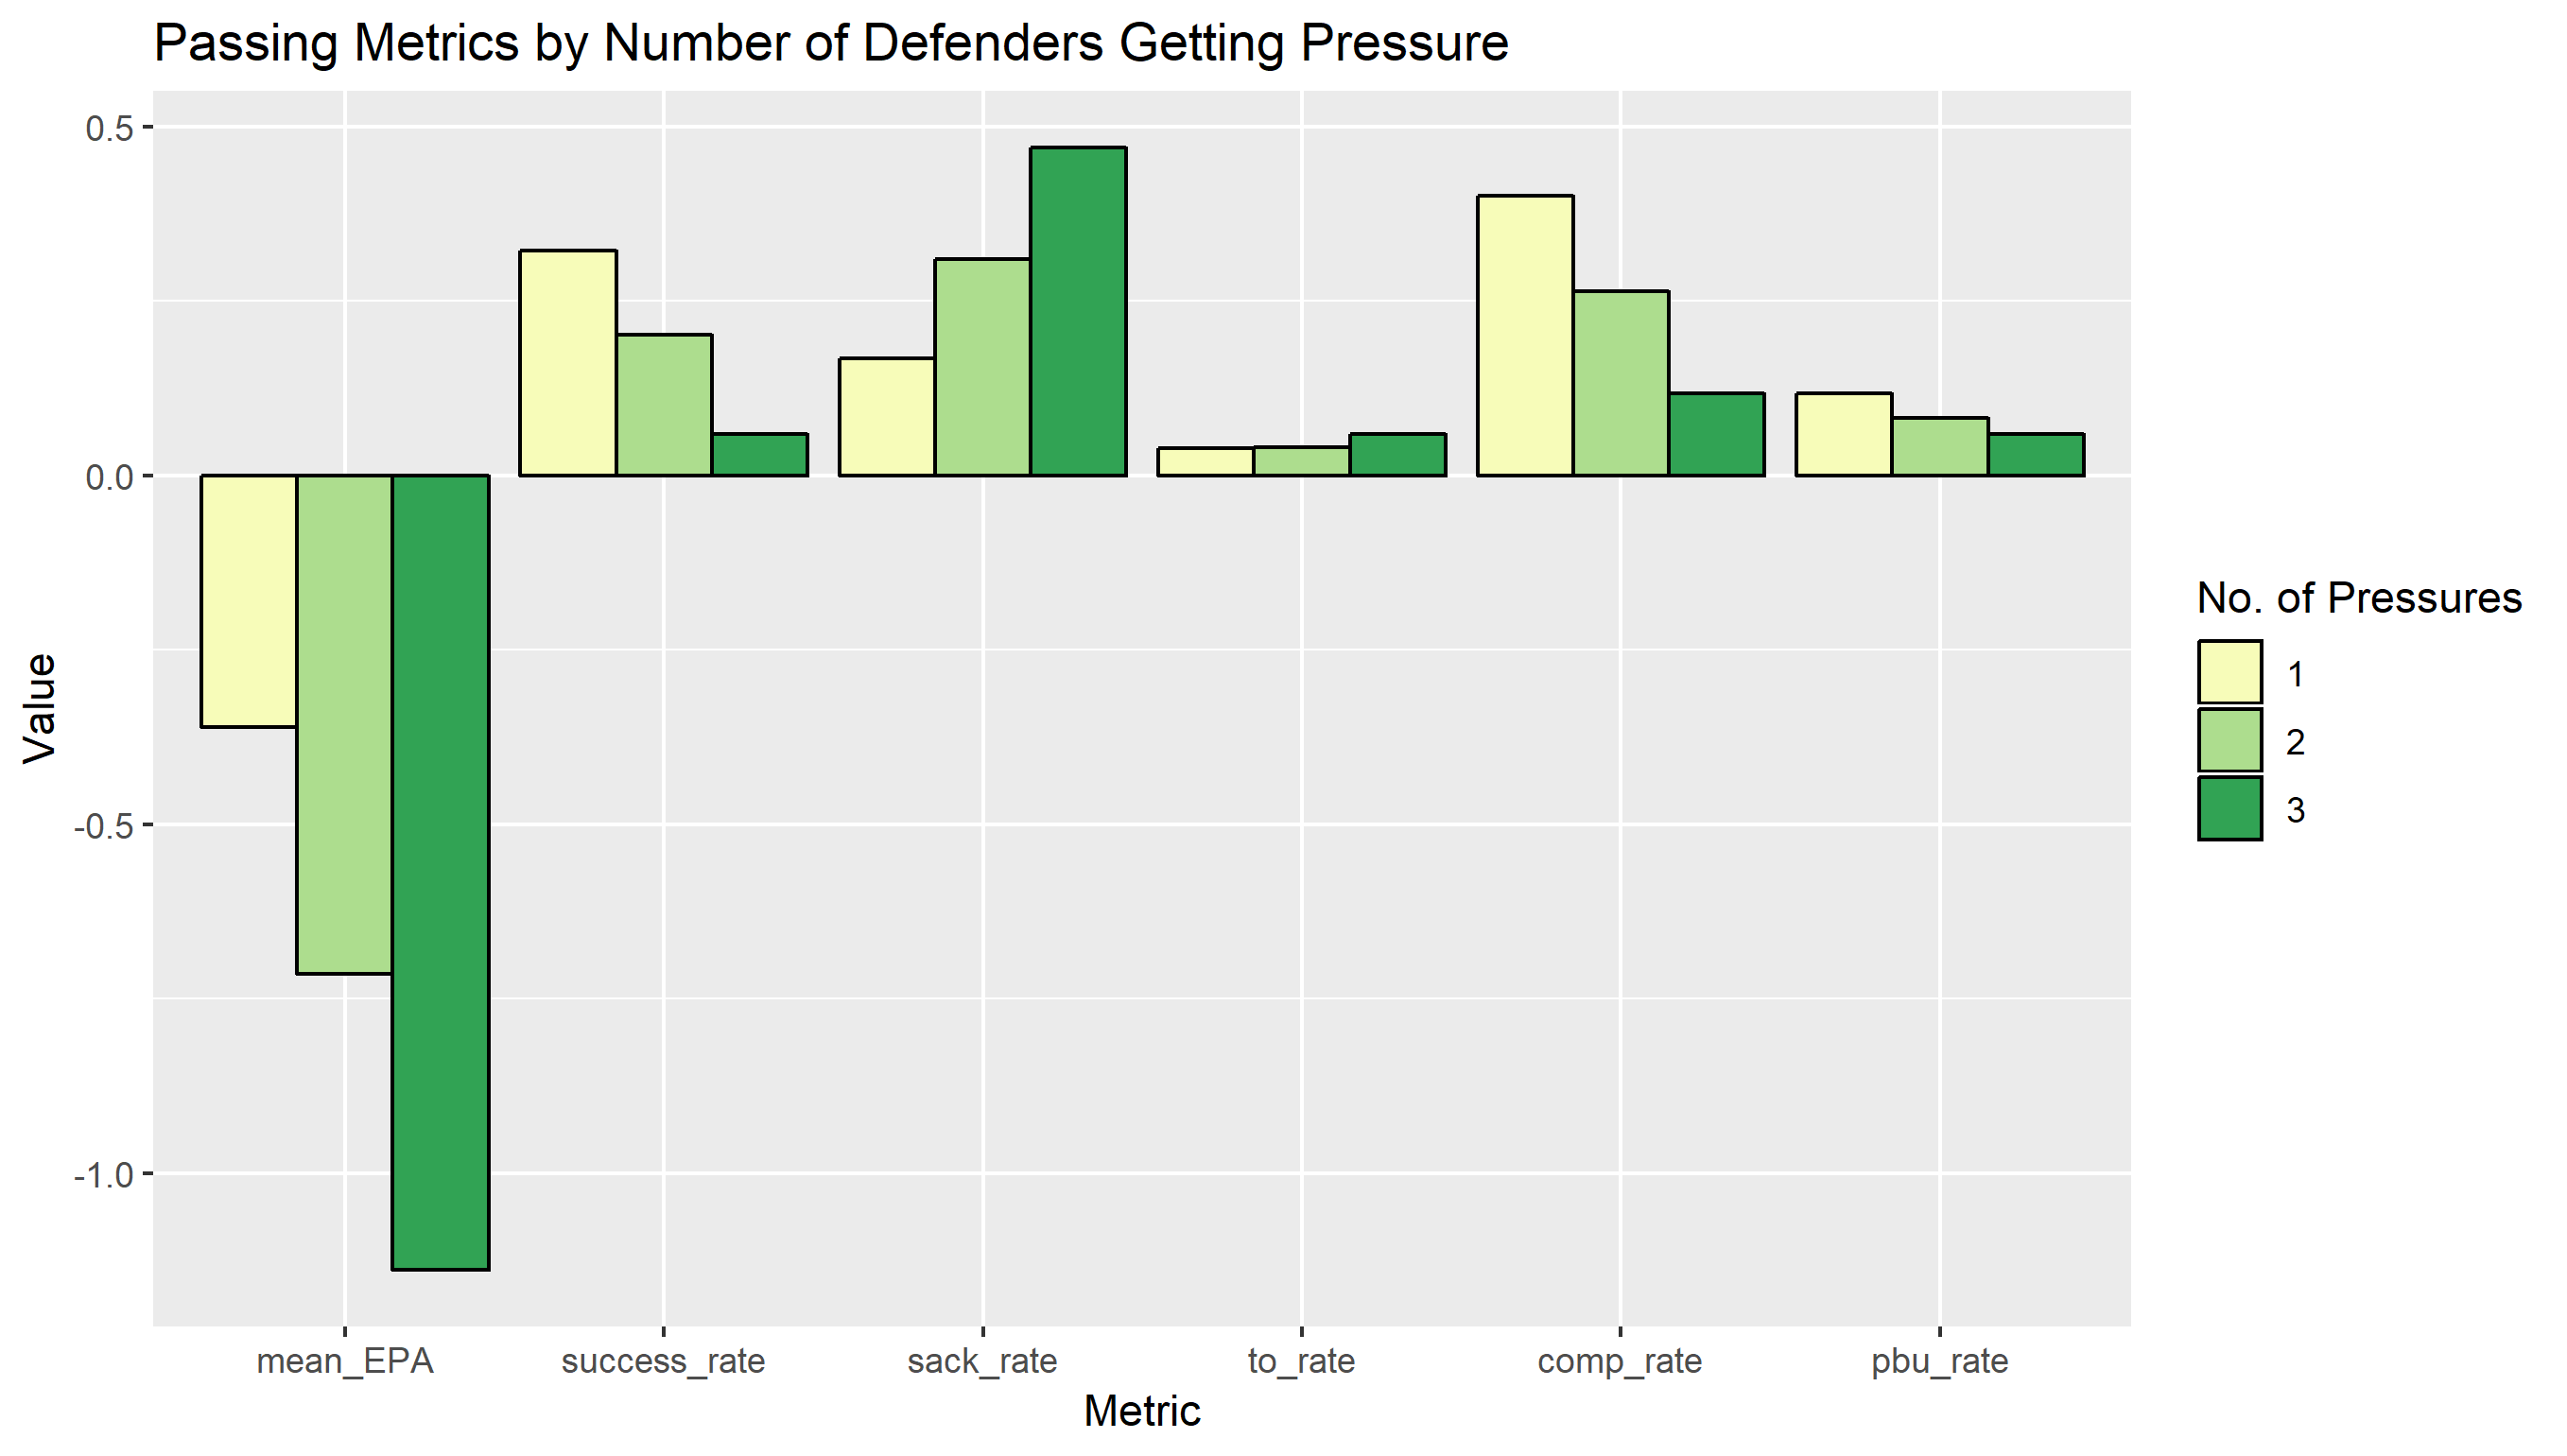 Passing Metrics by Number of Defenders Getting Pressure
0.5
0.0
-0.5
-1.0
Value
mean_EPA
success_rate
sack_rate
to_rate
comp_rate
pbu_rate
Metric
No. of Pressures
1
2
3